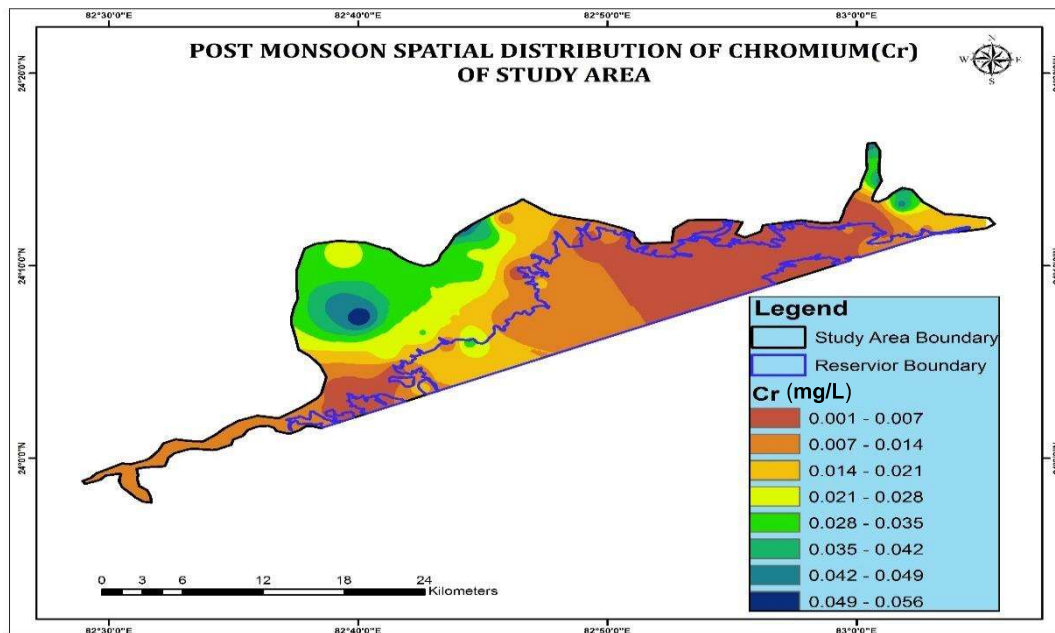 82°30'0"E 82°40'0"E 82°50'0"E 83°0'0"E
POST MONSOON SPATIAL DISTRIBUTION OF CHROMIUM(Cr)
OF STUDY AREA
N
W E
S
24°20'0"N
24°10'0"N
24°0'0"N
Legend
Study Area Boundary
Reservior Boundary
Cr (mg/L)
0.001 - 0.007
0.007 - 0.014
0.014 - 0.021
0.021 - 0.028
0.028 - 0.035
0.035 - 0.042
0.042 - 0.049
0.049 - 0.056
0 3 6 12 18 24
Kilometers
82°30'0"E 82°40'0"E 82°50'0"E 83°0'0"E